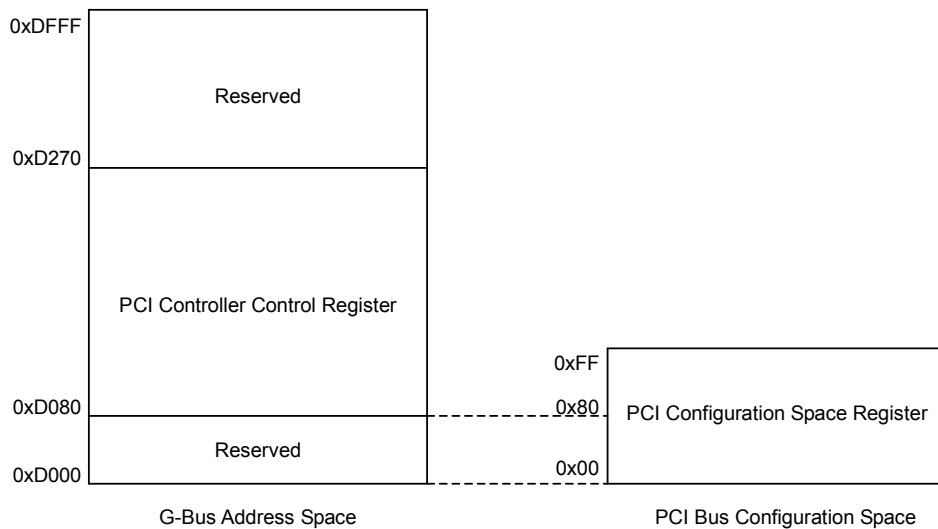 0xDFFF
Reserved
0xD270
PCI Controller Control Register
0xFF
0xD080
0x80
PCI Configuration Space Register
Reserved
0x00
0xD000
G-Bus Address Space
PCI Bus Configuration Space